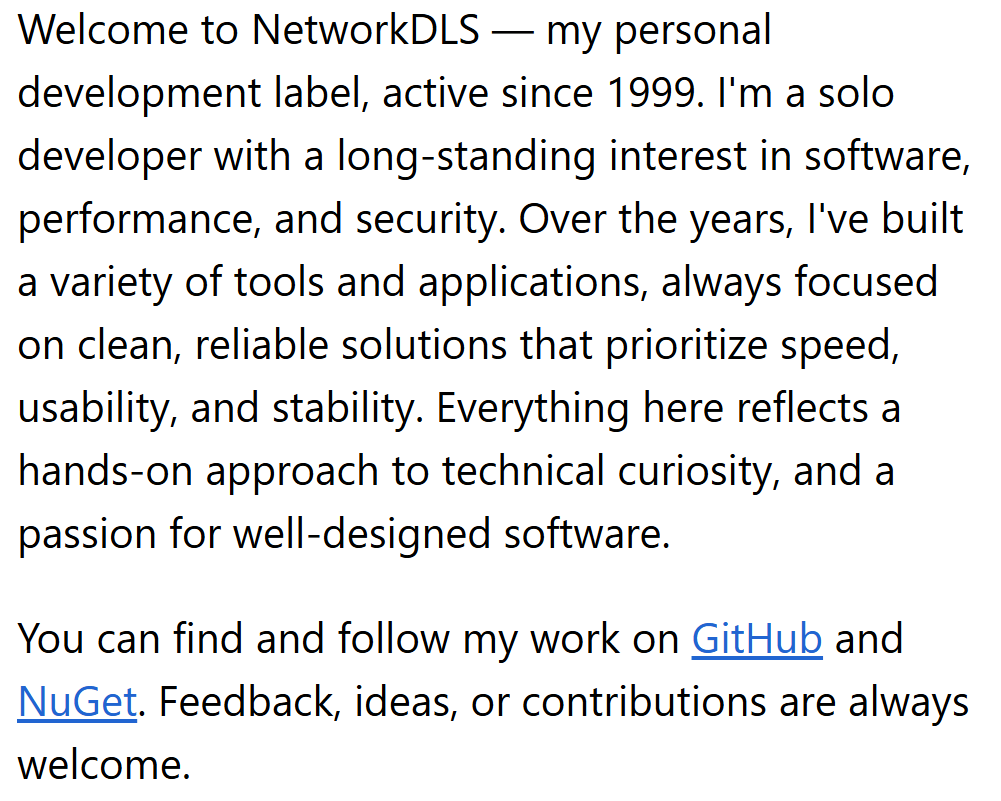 Welcome to NetworkDLS — my personal
development label, active since 1999. I'm a solo
developer with a long-standing interest in software,
performance, and security. Over the years, I've built
a variety of tools and applications, always focused
on clean, reliable solutions that prioritize speed,
usability, and stability. Everything here reflects a
hands-on approach to technical curiosity, and a
passion for well-designed software.
You can find and follow my work on GitHub and
NuGet. Feedback, ideas, or contributions are always
welcome.